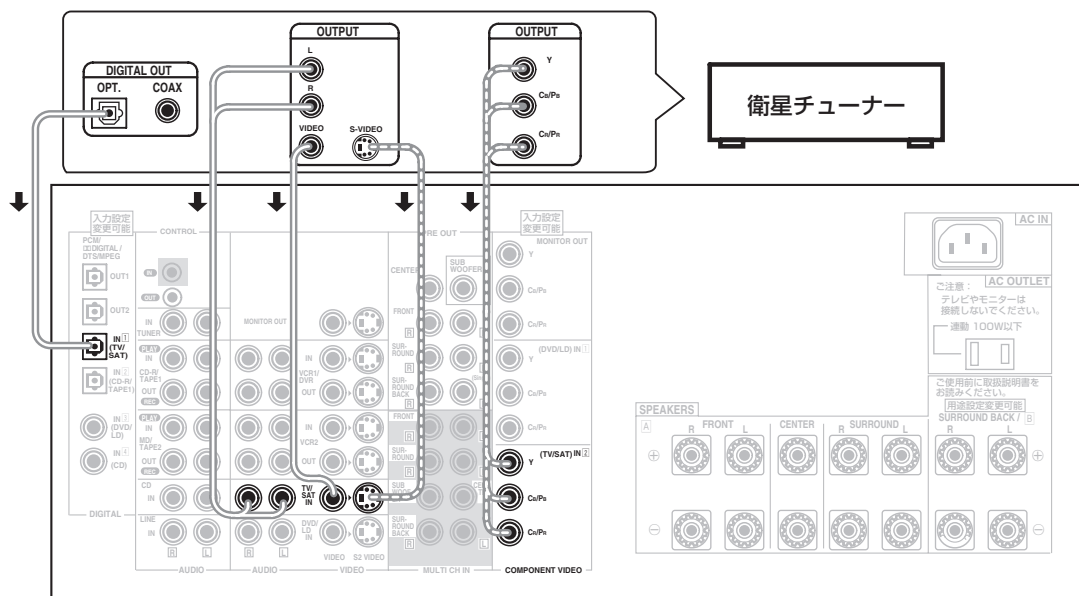 OUTPUT
L
R
VIDEO
S-VIDEO
OUTPUT
Y
CB/PB
CR/PR
DIGITAL OUT
OPT.
COAX
衛星チューナー
入力設定
変更可能
PCM/
DIGITAL /
DTS/MPEG
OUT1
OUT2
IN 1
(TV/
SAT)
IN 2
(CD-R/
TAPE1)
IN 3
(DVD/
LD)
IN 4
(CD)
DIGITAL
CONTROL
IN
OUT
IN
TUNER
PLAY
IN
CD-R/
TAPE1
OUT
REC
PLAY
IN
MD/
TAPE2
OUT
REC
CD
IN
LINE
IN
R
L
AUDIO
R
L
AUDIO
MONITOR OUT
IN
VCR1/
DVR
OUT
IN
VCR2
OUT
TV/
SAT
IN
DVD/
LD
IN
VIDEO
S2 VIDEO
VIDEO
PRE OUT
CENTER
SUB
WOOFER
FRONT
R
SUR-
ROUND
R
SUR-
ROUND
BACK
R
FRONT
R
SUR-
ROUND
R
SUB
SUR-
ROUND
BACK
R
L
MULTI CH IN
入力設定
変更可能
MONITOR OUT
Y
CB/PB
CR/PR
(DVD/LD) IN 1
Y
CB/PB
CR/PR
(TV/SAT) IN 2
Y
CB/PB
CR/PR
COMPONENT VIDEO
AC IN
AC OUTLET
ご注意：
テレビやモニターは
接続しないでください。
連動 100W以下
ご使用前に取扱説明書を
お読みください。
用途設定変更可能
SPEAKERS
A
FRONT
R
L
CENTER
SURROUND
R
L
SURROUND BACK / B
R
L